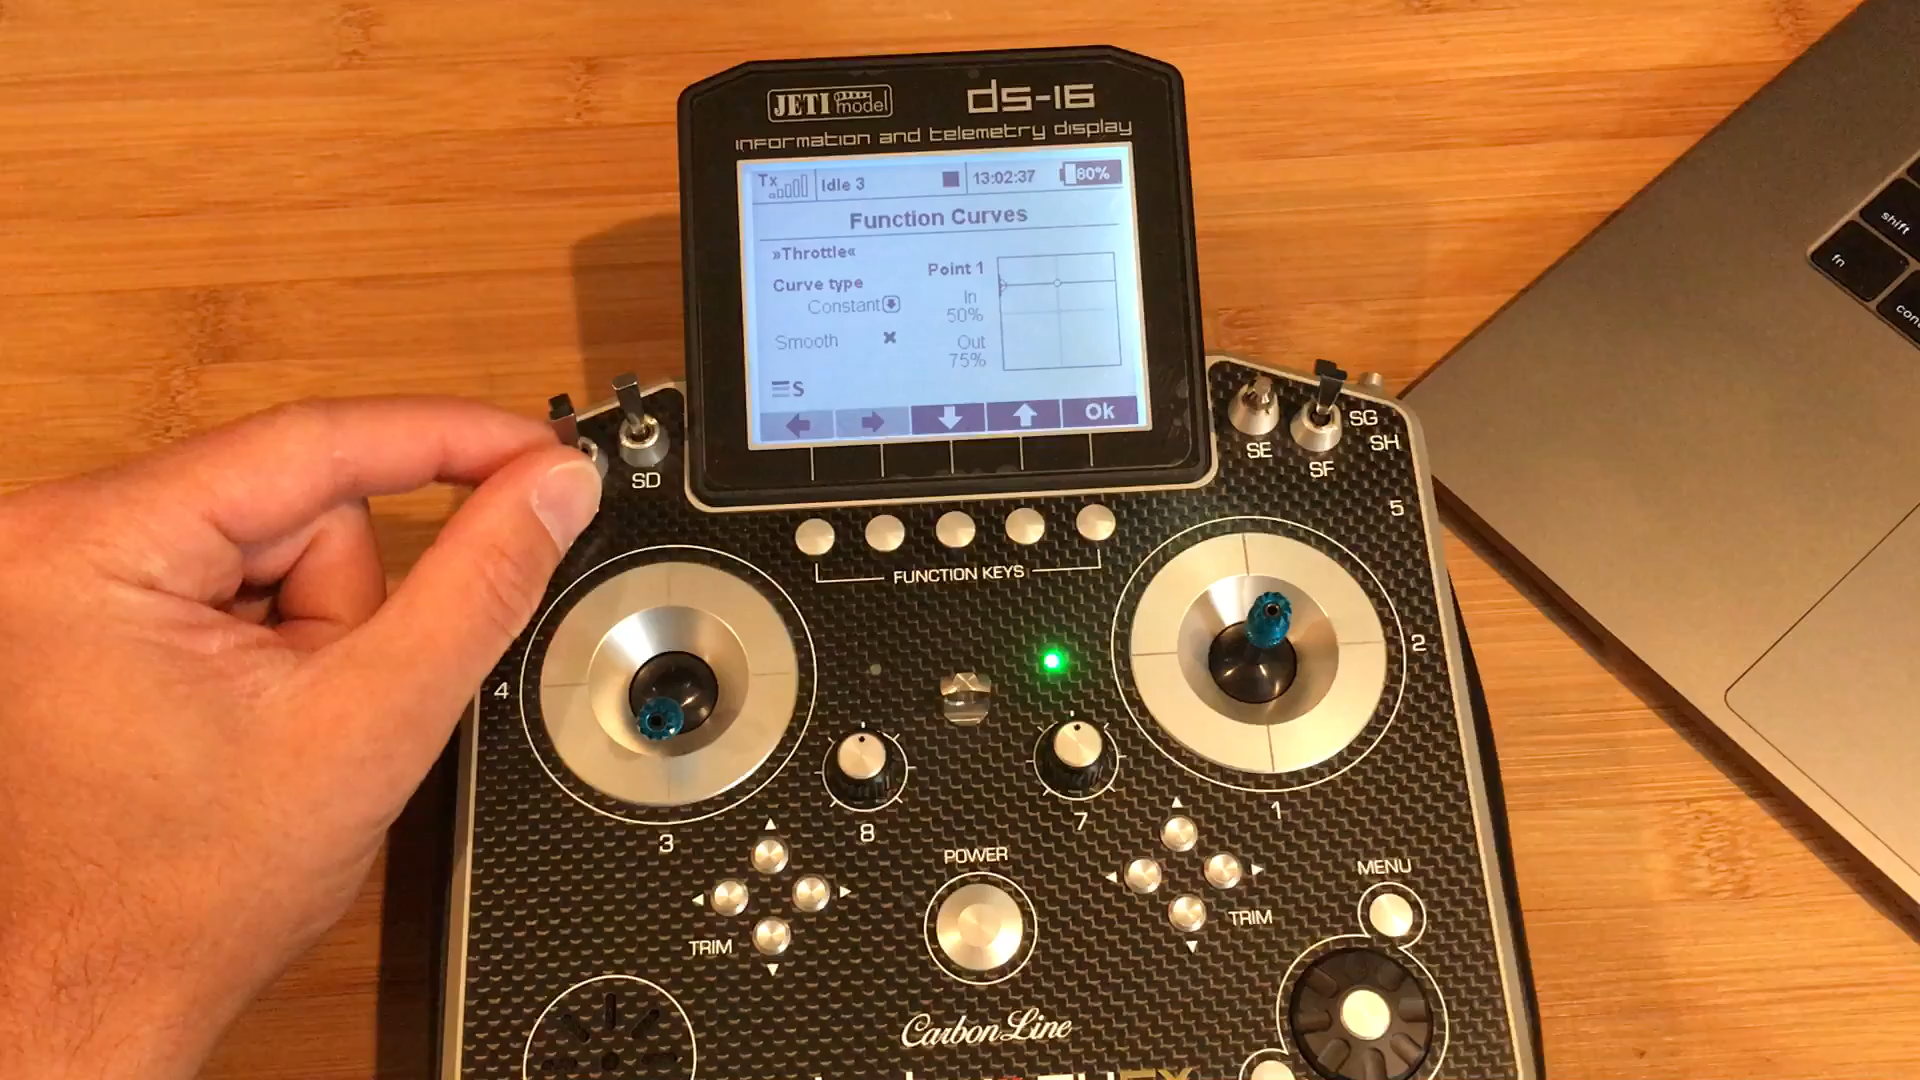 JETI model
DS-16
information and telemetry display
Tx
Idle 3
13:02:37
80%
Function Curves
»Throttle«
Curve type
Constant
Smooth
Point 1
In
50%
Out
75%
S
Ok
SD
SE
SF
SG
SH
5
FUNCTION KEYS
4
2
3
8
7
1
POWER
MENU
TRIM
TRIM
Carbon Line
shift
fn